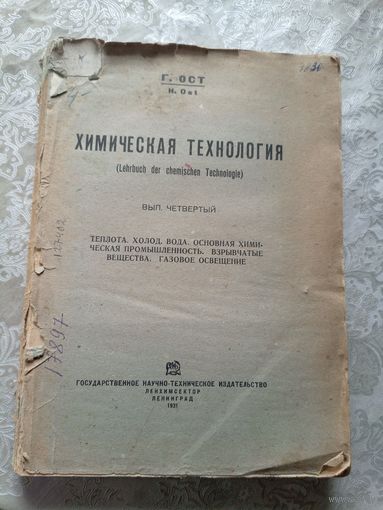 Г. ОСТ
H. Ost
ХИМИЧЕСКАЯ ТЕХНОЛОГИЯ
(Lehrbuch der chemischen Technologie)
ВЫП. ЧЕТВЕРТЫЙ
ТЕПЛОТА. ХОЛОД. ВОДА. ОСНОВНАЯ ХИМИ-
ЧЕСКАЯ ПРОМЫШЛЕННОСТЬ. ВЗРЫВЧАТЫЕ
ВЕЩЕСТВА. ГАЗОВОЕ ОСВЕЩЕНИЕ
17897
ГОСУДАРСТВЕННОЕ НАУЧНО-ТЕХНИЧЕСКОЕ ИЗДАТЕЛЬСТВО
ЛЕНХИМСЕКТОР
ЛЕНИНГРАД
1931